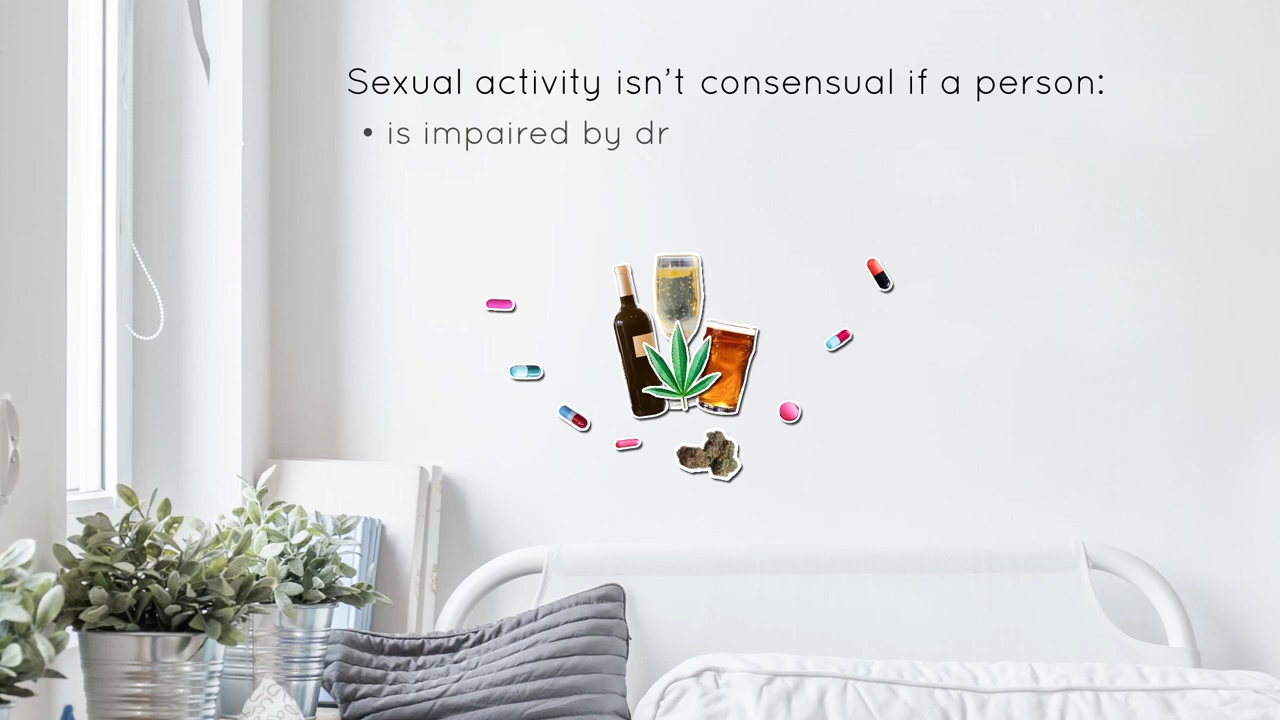 Sexual activity isn’t consensual if a person:
• is impaired by dr